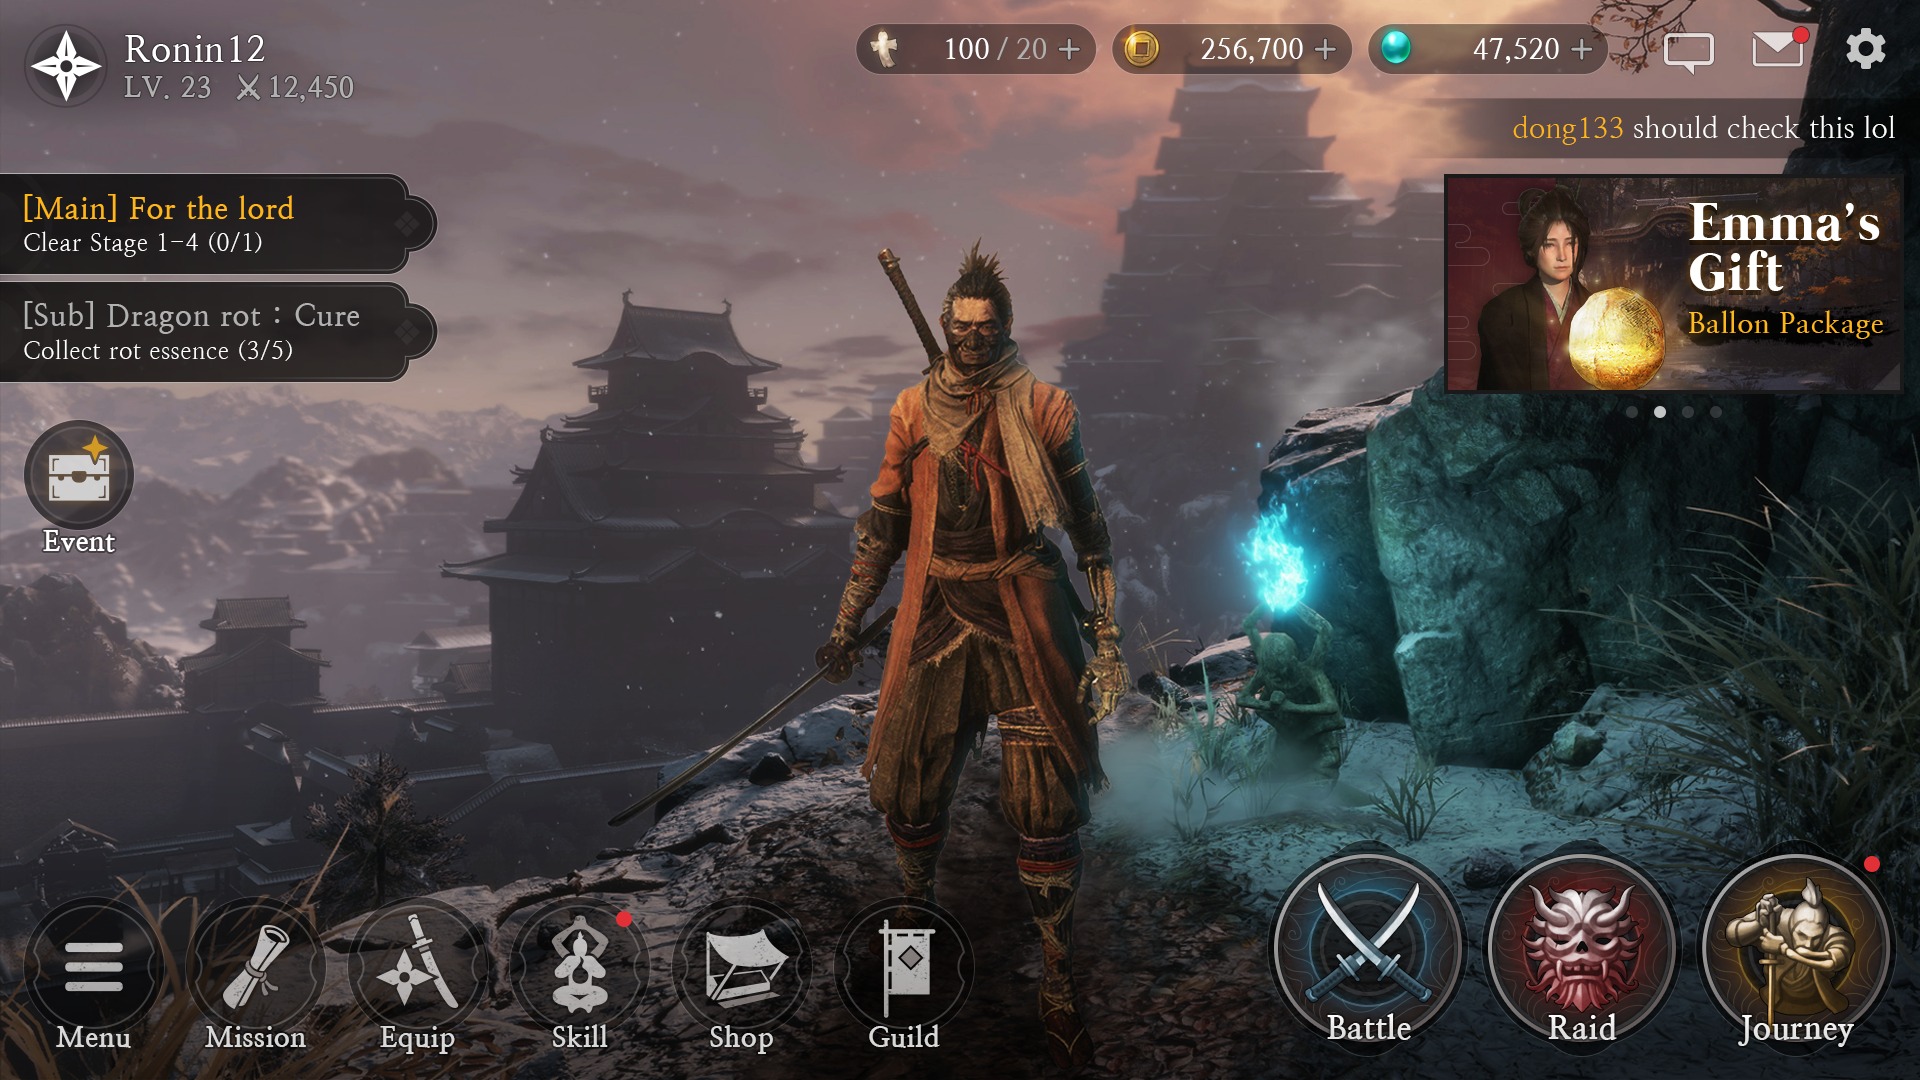 Ronin12
LV. 23 12,450
100 / 20 +
256,700 +
47,520 +
dong133 should check this lol
[Main] For the lord
Clear Stage 1-4 (0/1)
[Sub] Dragon rot : Cure
Collect rot essence (3/5)
Emma's
Gift
Ballon Package
Event
Menu
Mission
Equip
Skill
Shop
Guild
Battle
Raid
Journey